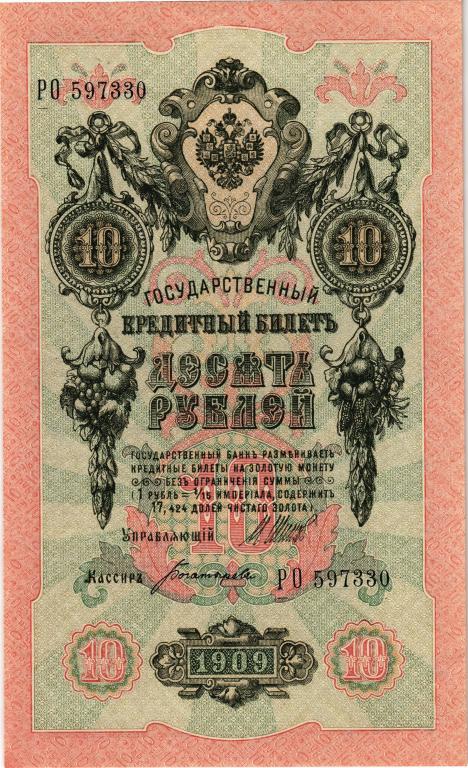 РО 597330
10 10
ГОСУДАРСТВЕННЫЙ
КРЕДИТНЫЙ БИЛЕТЪ
ДЕСЯТЬ
РУБЛЕЙ
ГОСУДАРСТВЕННЫЙ БАНКЪ РАЗМѢНИВАЕТЪ
КРЕДИТНЫЕ БИЛЕТЫ НА ЗОЛОТУЮ МОНЕТУ
БЕЗЪ ОГРАНИЧЕНІЯ СУММЫ
(1 РУБЛЬ = 1/15 ИМПЕРІАЛА, СОДЕРЖИТЪ
17,424 ДОЛЕЙ ЧИСТАГО ЗОЛОТА).
10
УПРАВЛЯЮЩІЙ
КАССИРЪ
РО 597330
10 1909 10